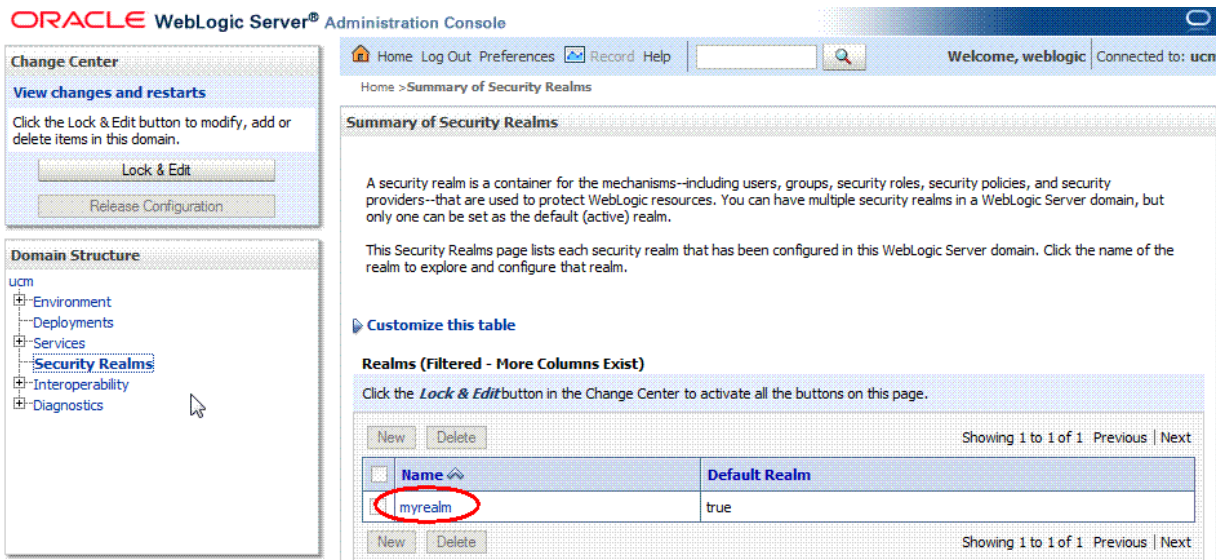 ORACLE WebLogic Server® Administration Console
Change Center
View changes and restarts
Click the Lock & Edit button to modify, add or
delete items in this domain.
Lock & Edit
Release Configuration
Domain Structure
ucm
Environment
Deployments
Services
Security Realms
Interoperability
Diagnostics
Home Log Out Preferences Record Help
Welcome, weblogic Connected to: ucm
Home >Summary of Security Realms
Summary of Security Realms
A security realm is a container for the mechanisms--including users, groups, security roles, security policies, and security
providers--that are used to protect WebLogic resources. You can have multiple security realms in a WebLogic Server domain, but
only one can be set as the default (active) realm.
This Security Realms page lists each security realm that has been configured in this WebLogic Server domain. Click the name of the
realm to explore and configure that realm.
Customize this table
Realms (Filtered - More Columns Exist)
Click the Lock & Edit button in the Change Center to activate all the buttons on this page.
New Delete Showing 1 to 1 of 1 Previous | Next
Name Default Realm
myrealm true
New Delete Showing 1 to 1 of 1 Previous | Next